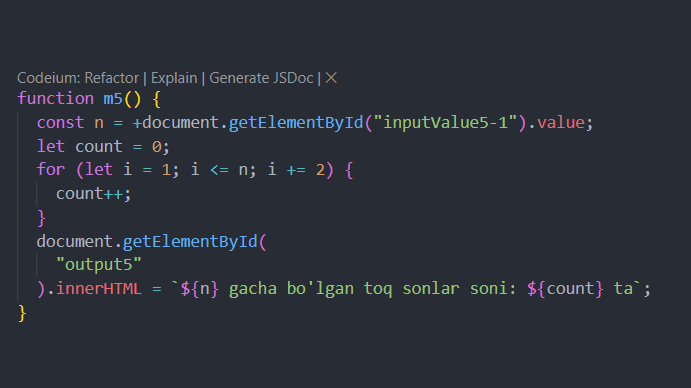 Codeium: Refactor | Explain | Generate JSDoc | ×
function m5() {
  const n = +document.getElementById("inputValue5-1").value;
  let count = 0;
  for (let i = 1; i <= n; i += 2) {
    count++;
  }
  document.getElementById(
    "output5"
  ).innerHTML = `${n} gacha bo'lgan toq sonlar soni: ${count} ta`;
}